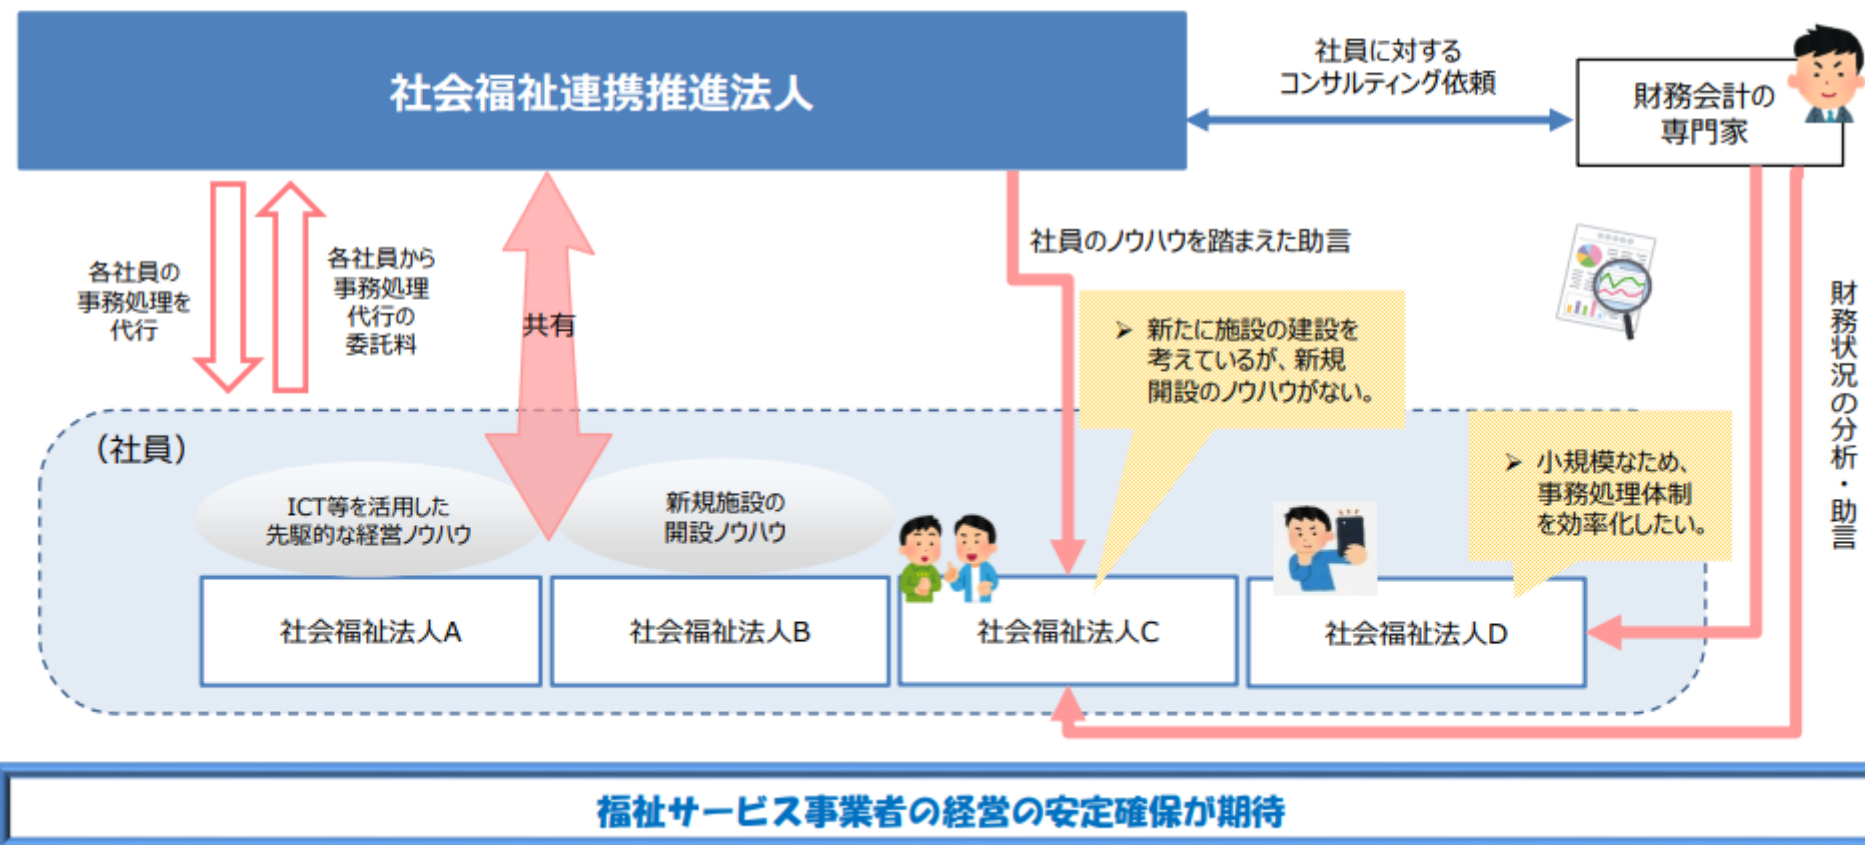 社会福祉連携推進法人
社員に対する
コンサルティング依頼
財務会計の
専門家
各社員の
事務処理を
代行
各社員から
事務処理
代行の
委託料
共有
社員のノウハウを踏まえた助言
➢ 新たに施設の建設を
考えているが、新規
開設のノウハウがない。
財務状況の分析・助言
（社員）
ICT等を活用した
先駆的な経営ノウハウ
新規施設の
開設ノウハウ
➢ 小規模なため、
事務処理体制
を効率化したい。
社会福祉法人A
社会福祉法人B
社会福祉法人C
社会福祉法人D
福祉サービス事業者の経営の安定確保が期待